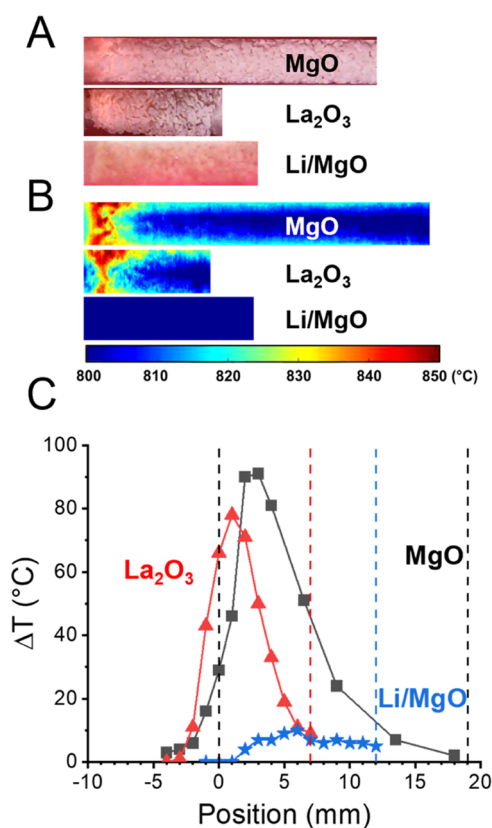 A
MgO
La₂O₃
Li/MgO
B
MgO
La₂O₃
Li/MgO
800 810 820 830 840 850 (°C)
C
100
80
60
40
20
0
ΔT (°C)
La₂O₃
MgO
Li/MgO
-10 -5 0 5 10 15 20
Position (mm)